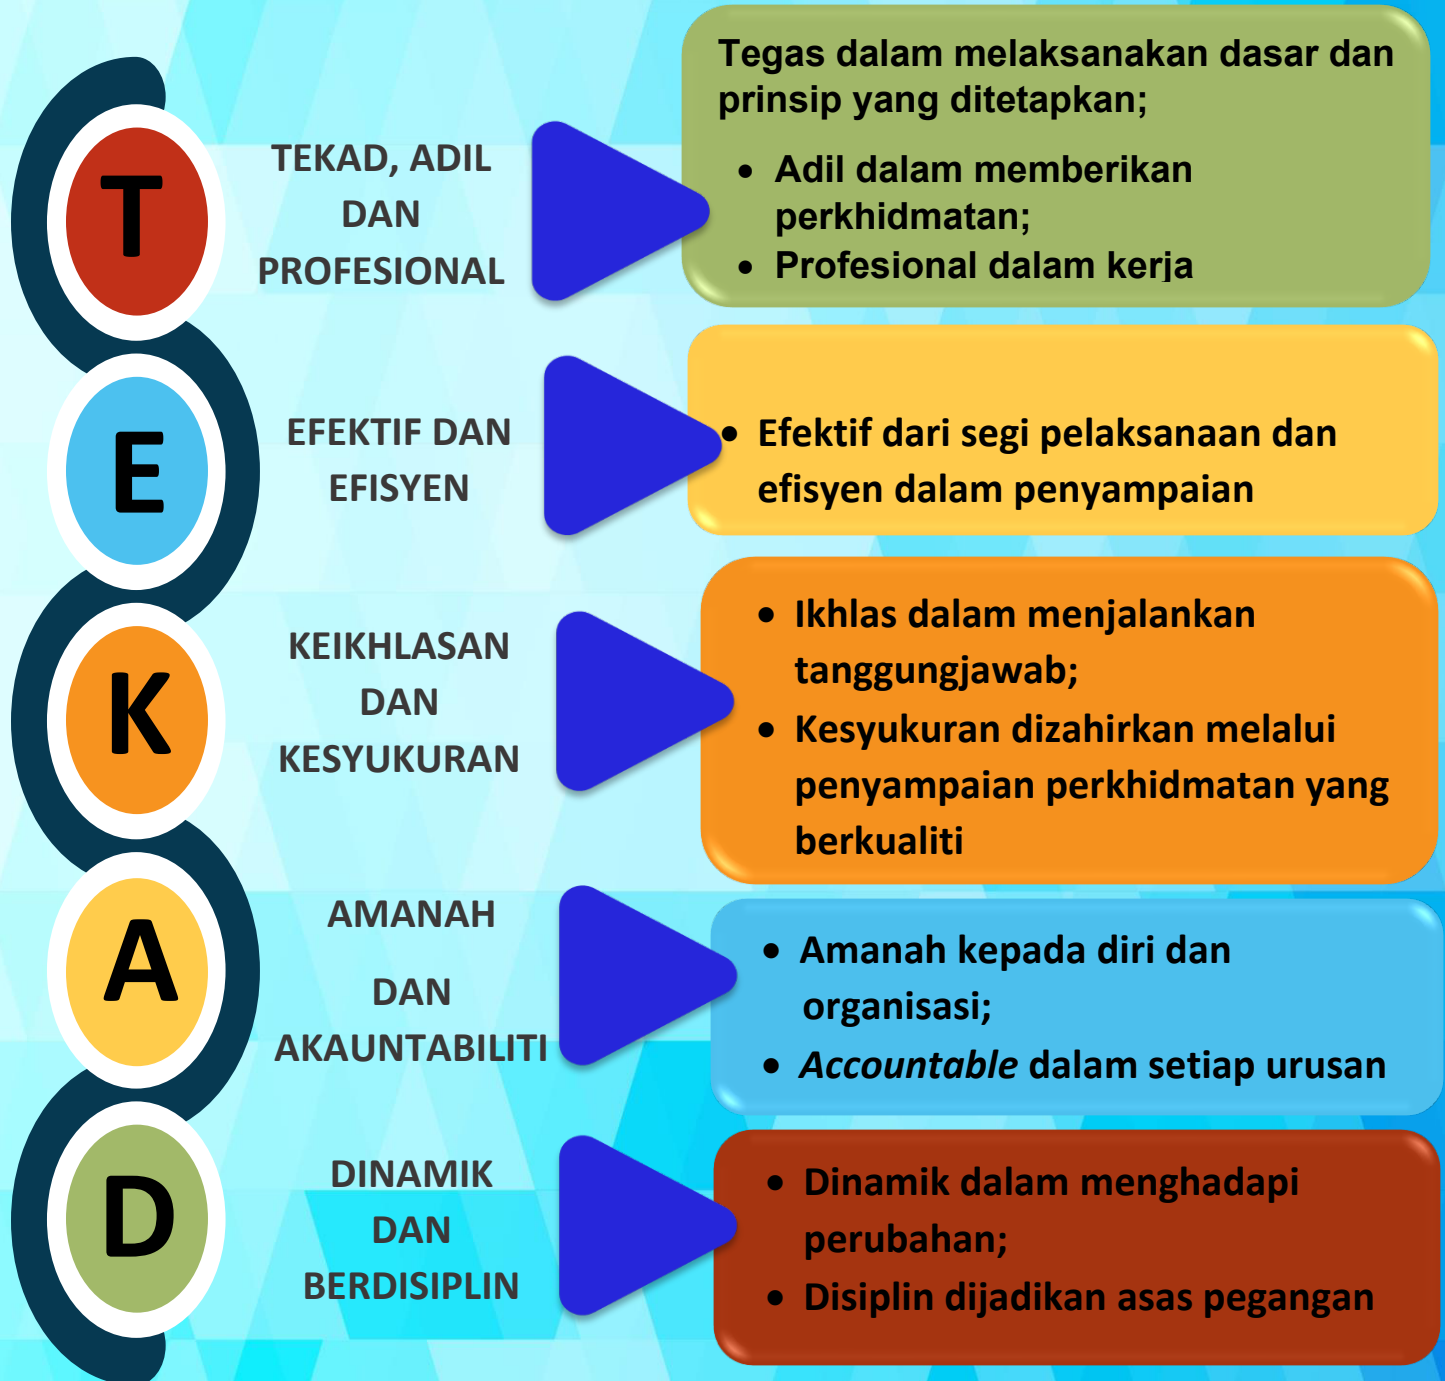 T
TEKAD, ADIL
DAN
PROFESIONAL
Tegas dalam melaksanakan dasar dan
prinsip yang ditetapkan;
• Adil dalam memberikan
perkhidmatan;
• Profesional dalam kerja
E
EFEKTIF DAN
EFISYEN
• Efektif dari segi pelaksanaan dan
efisyen dalam penyampaian
K
KEIKHLASAN
DAN
KESYUKURAN
• Ikhlas dalam menjalankan
tanggungjawab;
• Kesyukuran dizahirkan melalui
penyampaian perkhidmatan yang
berkualiti
A
AMANAH
DAN
AKAUNTABILITI
• Amanah kepada diri dan
organisasi;
• Accountable dalam setiap urusan
D
DINAMIK
DAN
BERDISIPLIN
• Dinamik dalam menghadapi
perubahan;
• Disiplin dijadikan asas pegangan